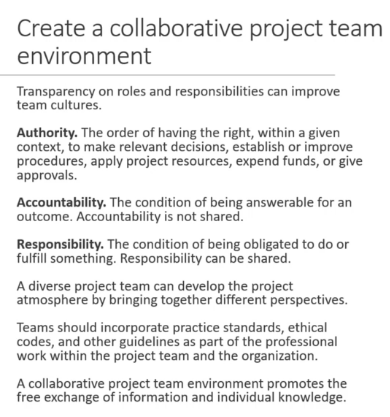 Create a collaborative project team
environment
Transparency on roles and responsibilities can improve
team cultures.
Authority. The order of having the right, within a given
context, to make relevant decisions, establish or improve
procedures, apply project resources, expend funds, or give
approvals.
Accountability. The condition of being answerable for an
outcome. Accountability is not shared.
Responsibility. The condition of being obligated to do or
fulfill something. Responsibility can be shared.
A diverse project team can develop the project
atmosphere by bringing together different perspectives.
Teams should incorporate practice standards, ethical
codes, and other guidelines as part of the professional
work within the project team and the organization.
A collaborative project team environment promotes the
free exchange of information and individual knowledge.